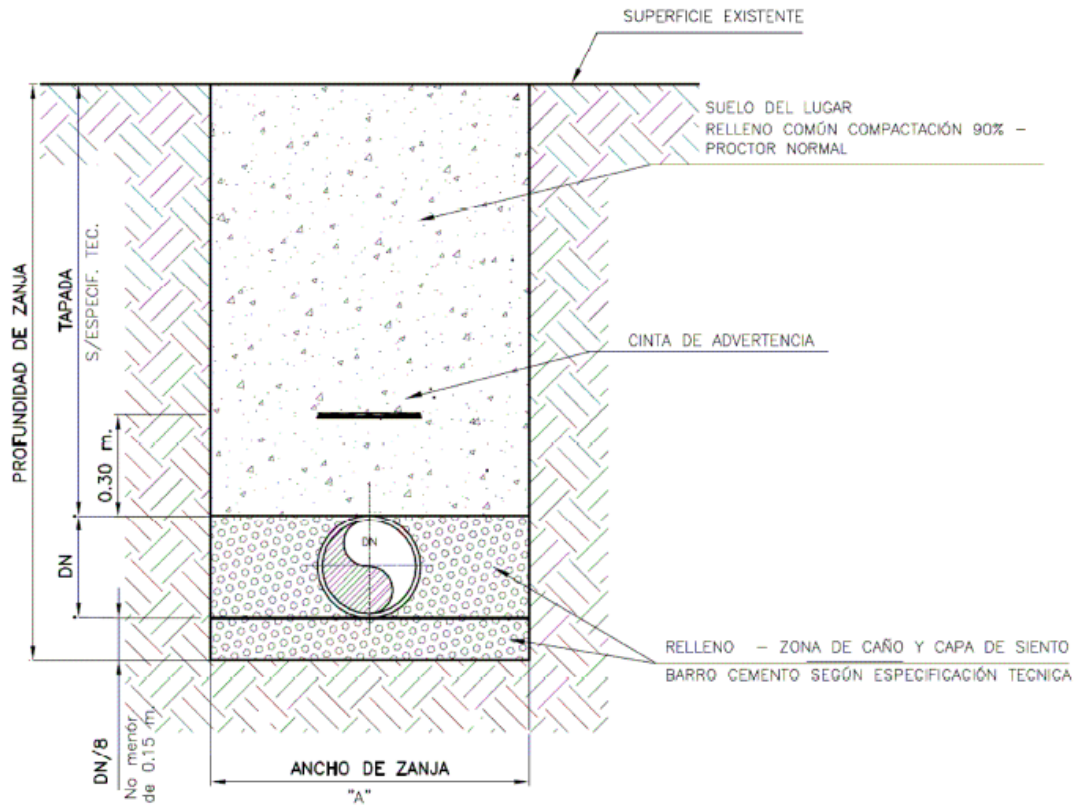 SUPERFICIE EXISTENTE
SUELO DEL LUGAR
RELLENO COMÚN COMPACTACIÓN 90% –
PROCTOR NORMAL
CINTA DE ADVERTENCIA
PROFUNDIDAD DE ZANJA
TAPADA
S/ESPECIF. TEC.
0.30 m.
DN
DN
RELLENO – ZONA DE CAÑO Y CAPA DE SIENTO
BARRO CEMENTO SEGÚN ESPECIFICACIÓN TECNICA
DN/8
No menor
de 0.15 m.
ANCHO DE ZANJA
"A"